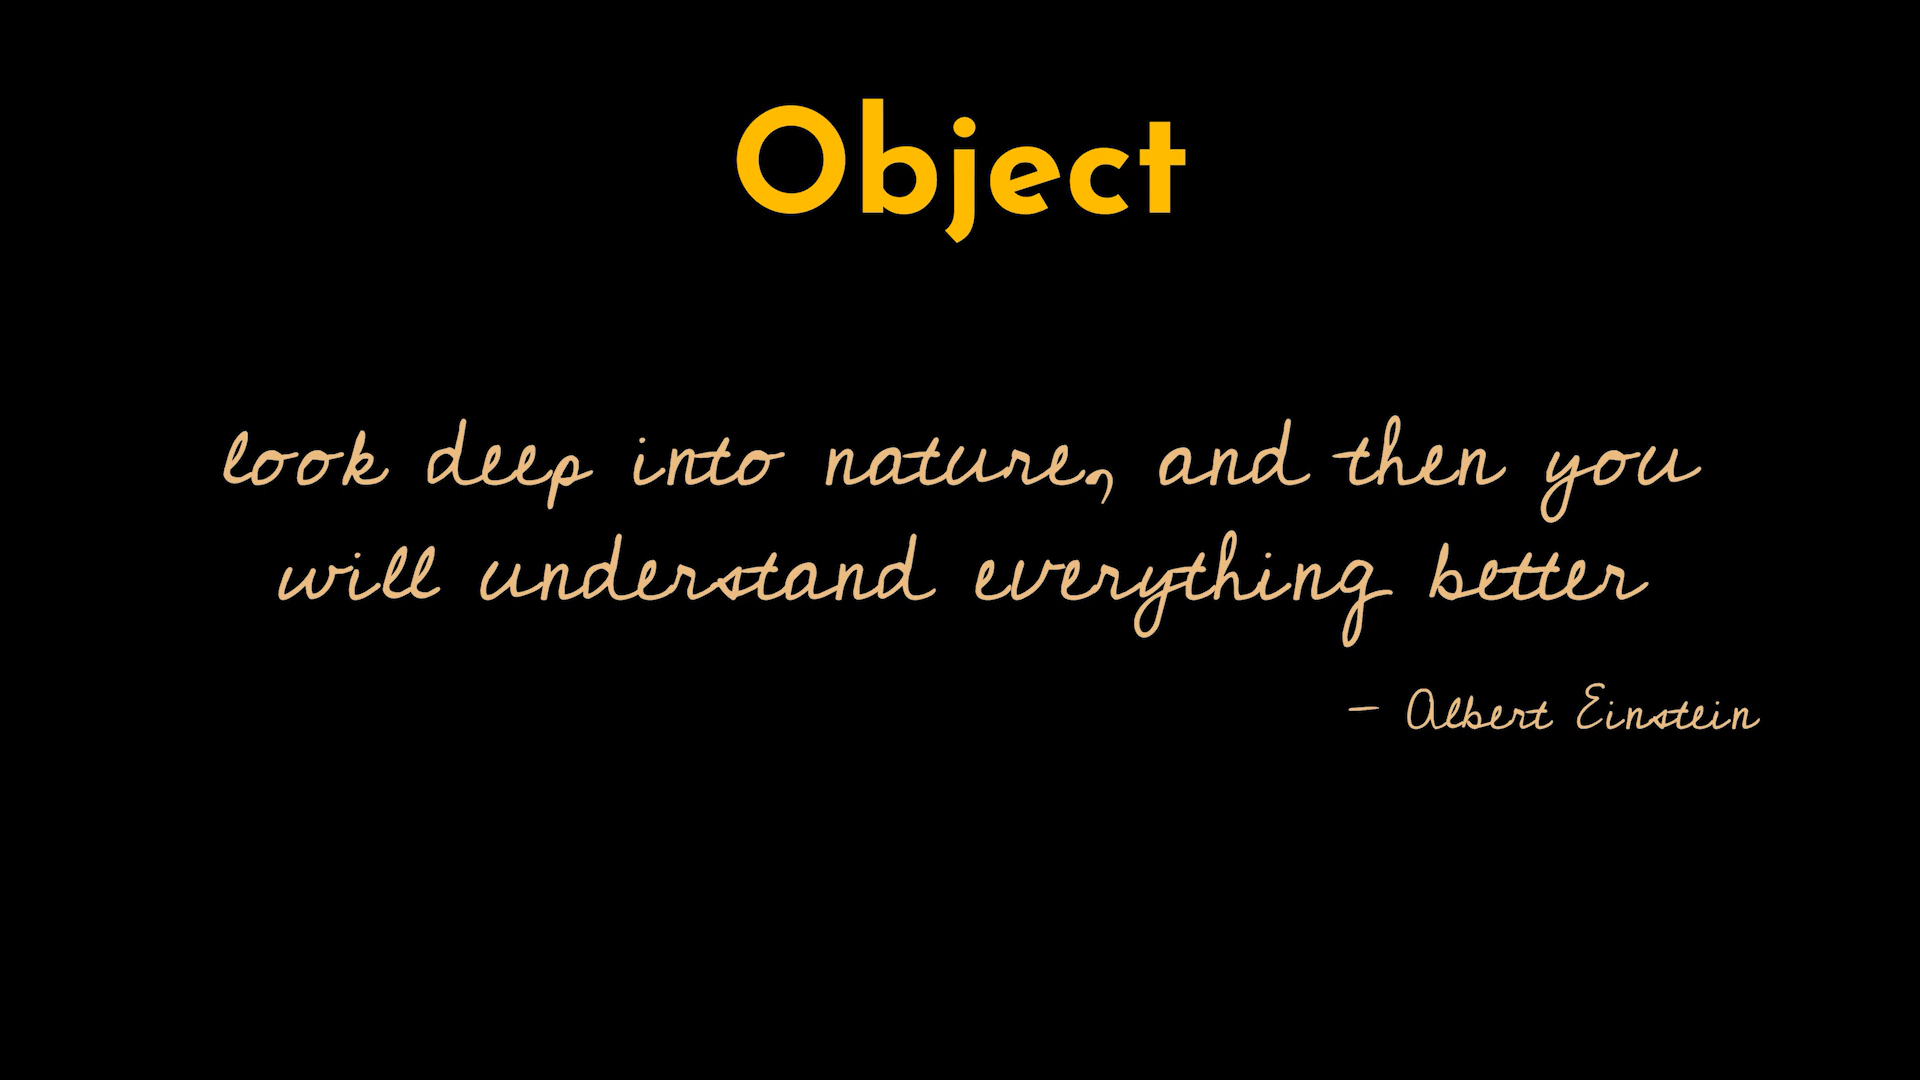 Object
look deep into nature, and then you
will understand everything better
- Albert Einstein